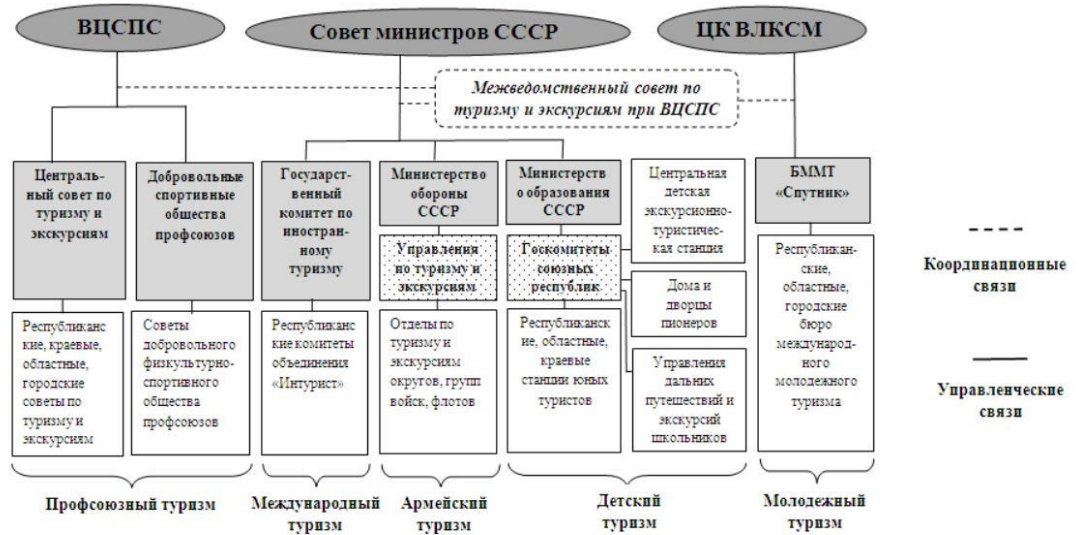 ВЦСПС
Совет министров СССР
ЦК ВЛКСМ
Межведомственный совет по
туризму и экскурсиям при ВЦСПС
Централь-
ный совет по
туризму и
экскурсиям
Добровольные
спортивные
общества
профсоюзов
Государст-
венный
комитет по
иностран-
ному
туризму
Министерство
обороны
СССР
Управления
по туризму и
экскурсиям
Министерств
о образования
СССР
Госкомитеты
союзных
республик
Центральная
детская
экскурсионно-
туристичес-
кая станция
Дома и
дворцы
пионеров
Управления
дальних
путешествий и
экскурсий
школьников
БММТ
«Спутник»
Республиканс
кие, краевые,
областные,
городские
советы по
туризму и
экскурсиям
Советы
добровольного
физкультурно-
спортивного
общества
профсоюзов
Республиканс
кие комитеты
объединения
«Интурист»
Отделы по
туризму и
экскурсиям
округов, групп
войск, флотов
Республиканск
ие, областные,
краевые
станции юных
туристов
Республикан-
ские,
областные,
городские
бюро
международ-
ного
молодежного
туризма
Координационные
связи
Управленческие
связи
Профсоюзный туризм
Международный
туризм
Армейский
туризм
Детский
туризм
Молодежный
туризм